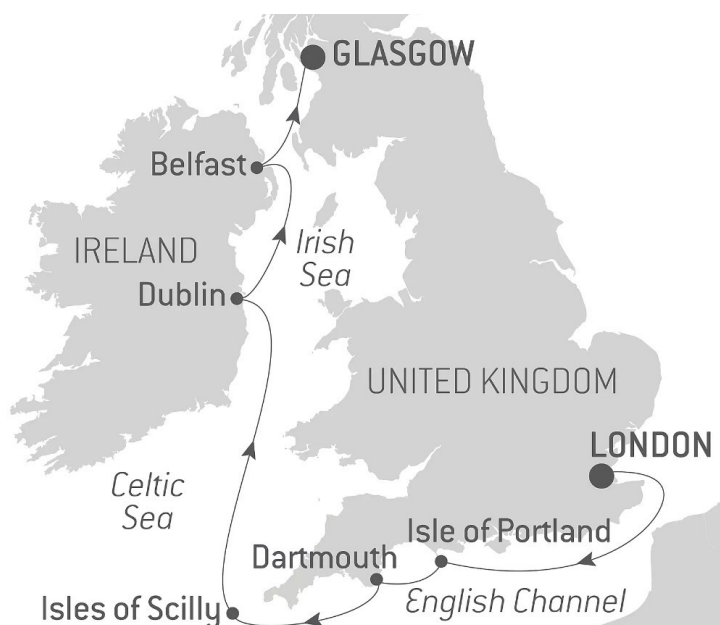 GLASGOW
Belfast
Irish
Sea
IRELAND
Dublin
UNITED KINGDOM
LONDON
Celtic
Sea
Isle of Portland
Dartmouth
English Channel
Isles of Scilly